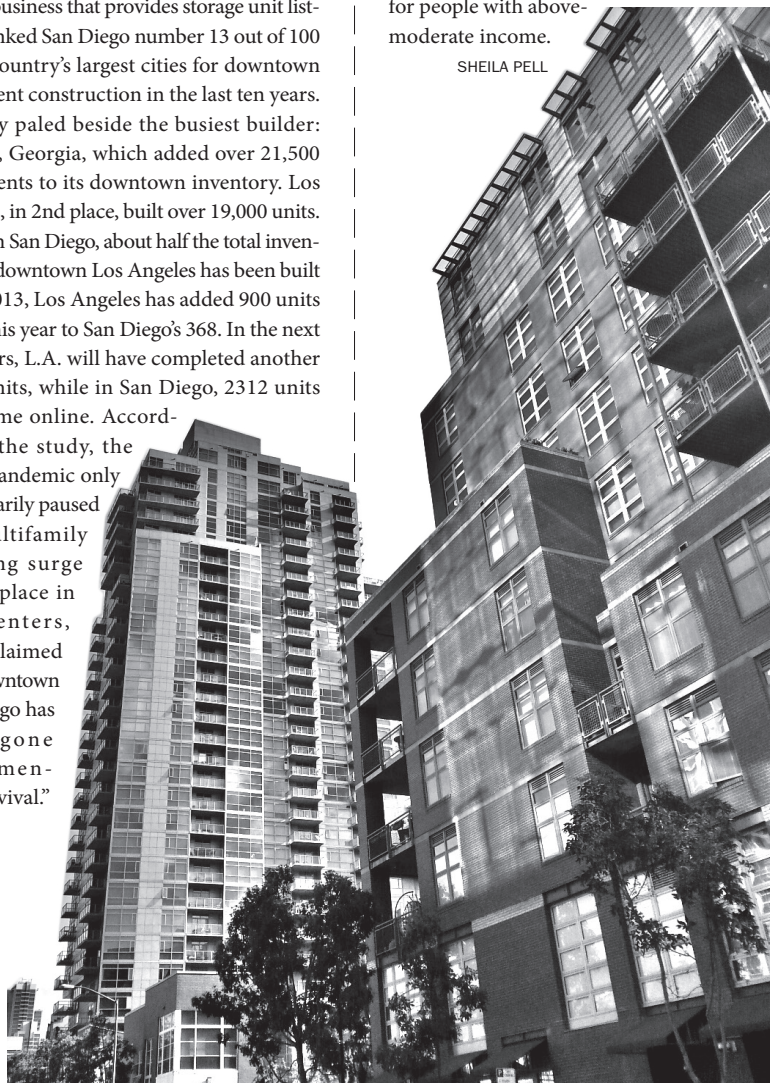 business that provides storage unit list-
nked San Diego number 13 out of 100
ountry's largest cities for downtown
ent construction in the last ten years.
y paled beside the busiest builder:
, Georgia, which added over 21,500
ents to its downtown inventory. Los
, in 2nd place, built over 19,000 units.
n San Diego, about half the total inven-
downtown Los Angeles has been built
013, Los Angeles has added 900 units
his year to San Diego's 368. In the next
rs, L.A. will have completed another
nits, while in San Diego, 2312 units
me online. Accord-
the study, the
andemic only
arily paused
ultifamily
ng surge
place in
enters,
laimed
wntown
go has
gone
men-
vival."
for people with above-
moderate income.
SHEILA PELL